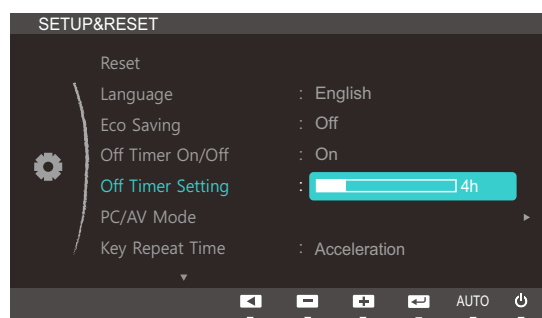 SETUP&RESET
Reset
Language : English
Eco Saving : Off
Off Timer On/Off : On
Off Timer Setting : 4h
PC/AV Mode
Key Repeat Time : Acceleration
AUTO